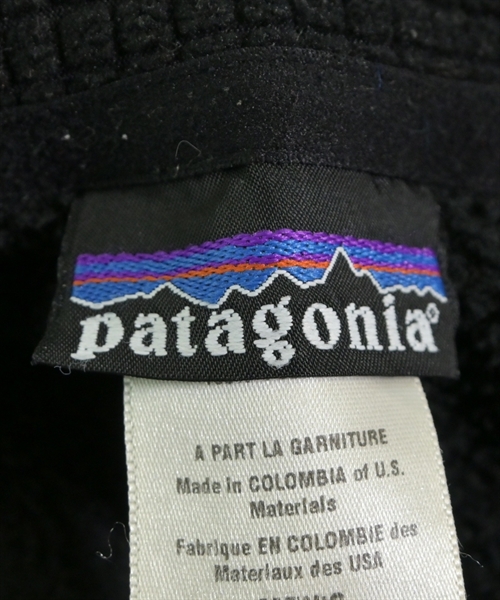 patagonia®
A PART LA GARNITURE
Made in COLOMBIA of U.S.
Materials
Fabrique EN COLOMBIE des
Materiaux des USA